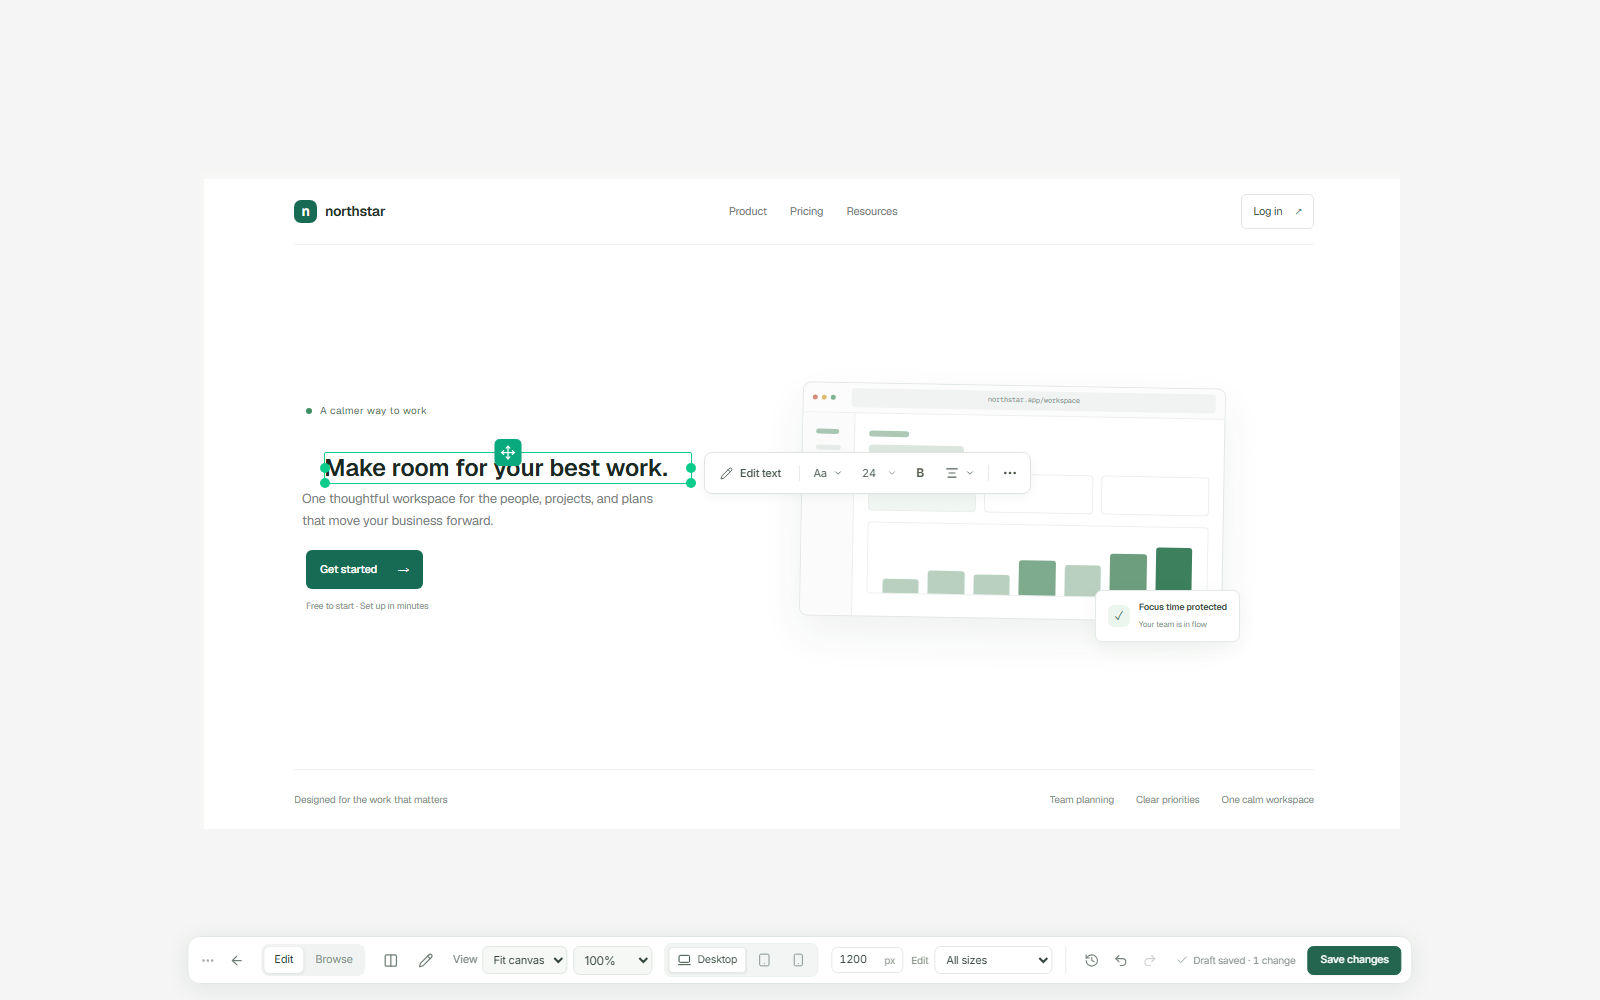 n northstar
Product Pricing Resources
Log in ↗
northstar.app/workspace
A calmer way to work
Make room for your best work.
Edit text Aa 24 B
One thoughtful workspace for the people, projects, and plans
that move your business forward.
Get started →
Free to start · Set up in minutes
Focus time protected
Your team is in flow
Designed for the work that matters
Team planning Clear priorities One calm workspace
Edit Browse View Fit canvas 100% Desktop 1200 px Edit All sizes Draft saved · 1 change Save changes